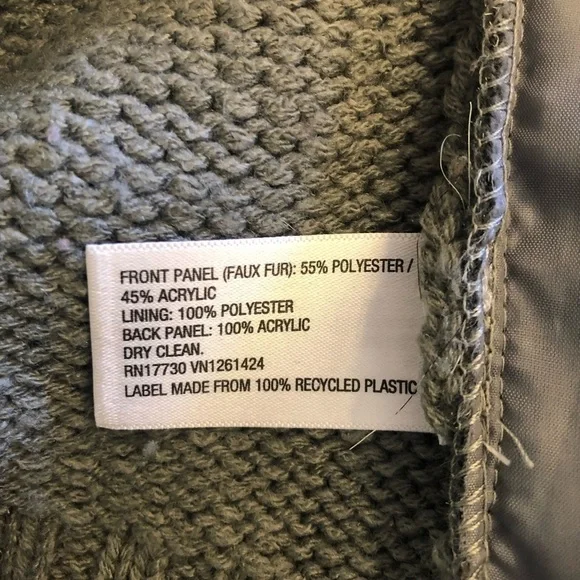 FRONT PANEL (FAUX FUR): 55% POLYESTER /
45% ACRYLIC
LINING: 100% POLYESTER
BACK PANEL: 100% ACRYLIC
DRY CLEAN.
RN17730 VN1261424
LABEL MADE FROM 100% RECYCLED PLASTIC